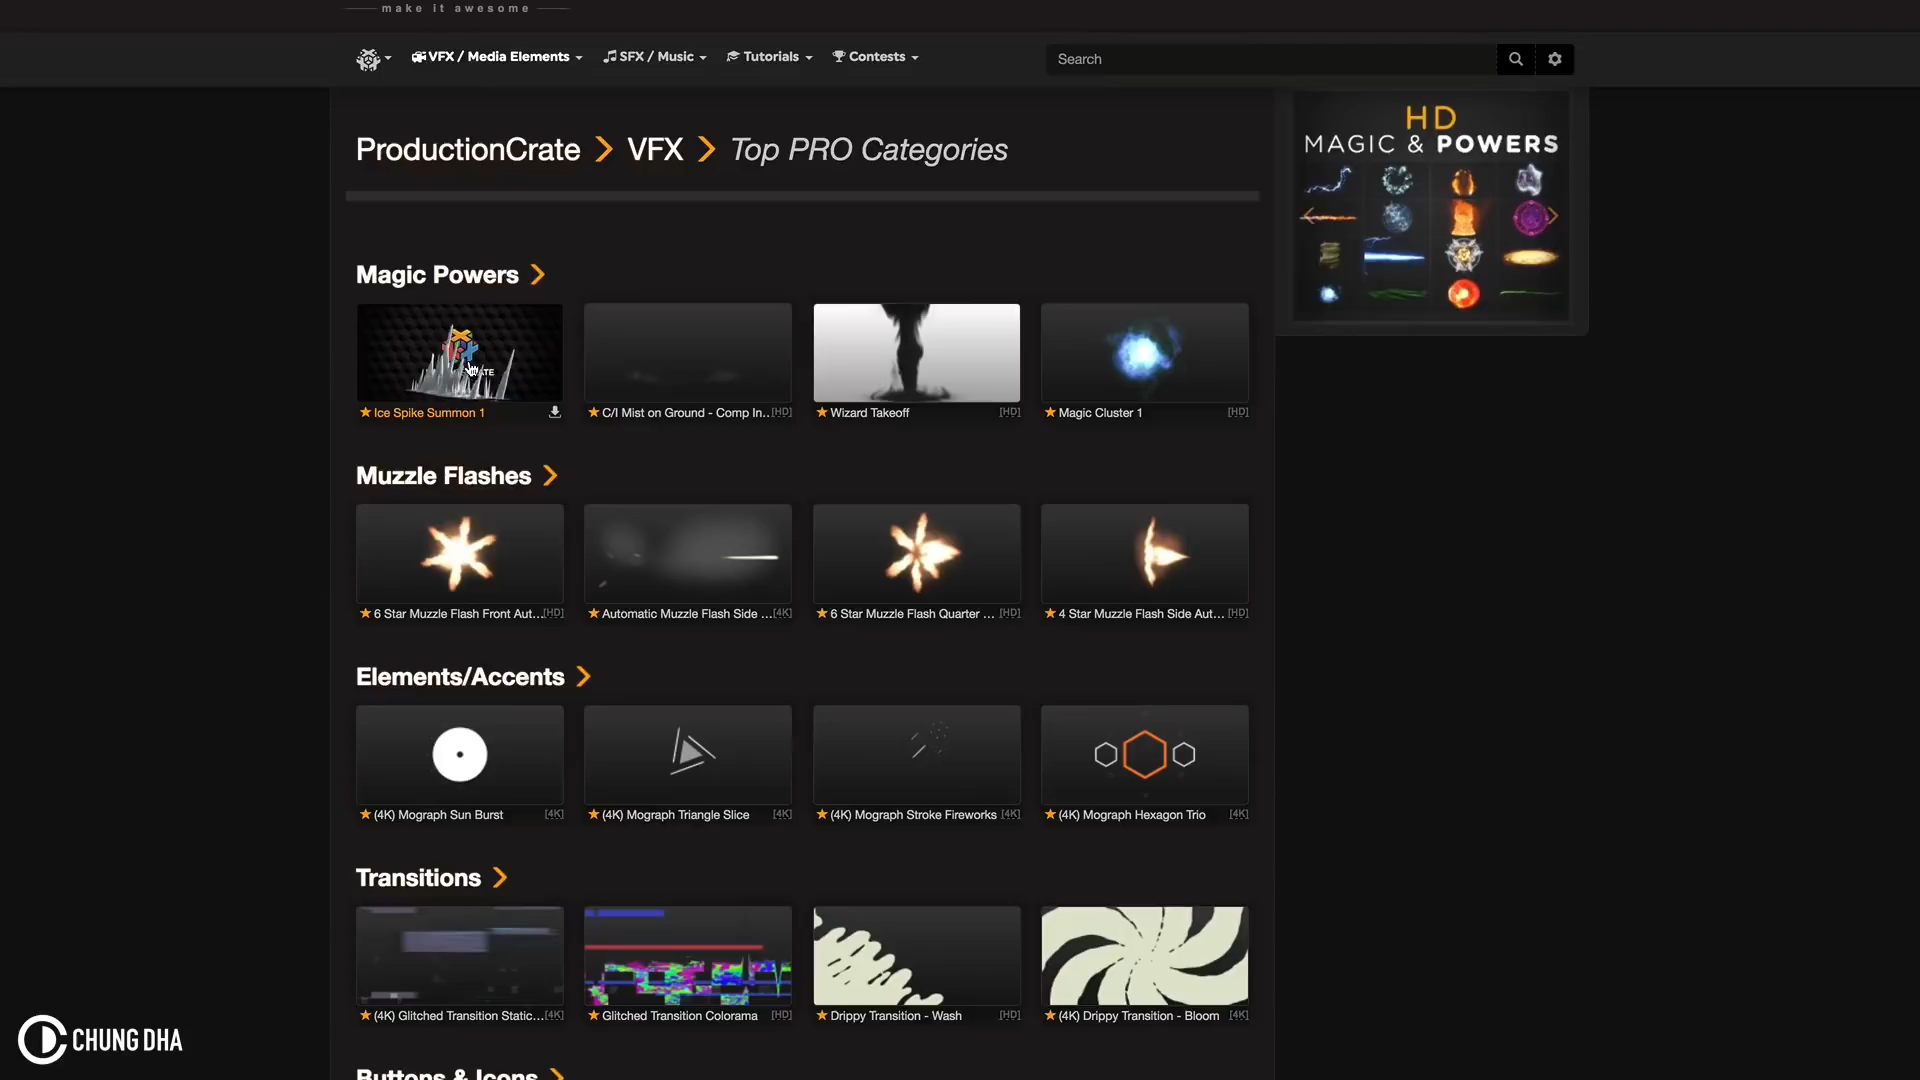 make it awesome
VFX / Media Elements SFX / Music Tutorials Contests Search
HD
MAGIC & POWERS
ProductionCrate VFX Top PRO Categories
Magic Powers
Ice Spike Summon 1
C/I Mist on Ground - Comp In.. [HD]
Wizard Takeoff [HD]
Magic Cluster 1 [HD]
Muzzle Flashes
6 Star Muzzle Flash Front Aut... [HD]
Automatic Muzzle Flash Side ... [4K]
6 Star Muzzle Flash Quarter ... [HD]
4 Star Muzzle Flash Side Aut... [HD]
Elements/Accents
(4K) Mograph Sun Burst [4K]
(4K) Mograph Triangle Slice [4K]
(4K) Mograph Stroke Fireworks [4K]
(4K) Mograph Hexagon Trio [4K]
Transitions
(4K) Glitched Transition Static... [4K]
Glitched Transition Colorama [HD]
Drippy Transition - Wash [HD]
(4K) Drippy Transition - Bloom [4K]
Buttons & Icons
CHUNG DHA